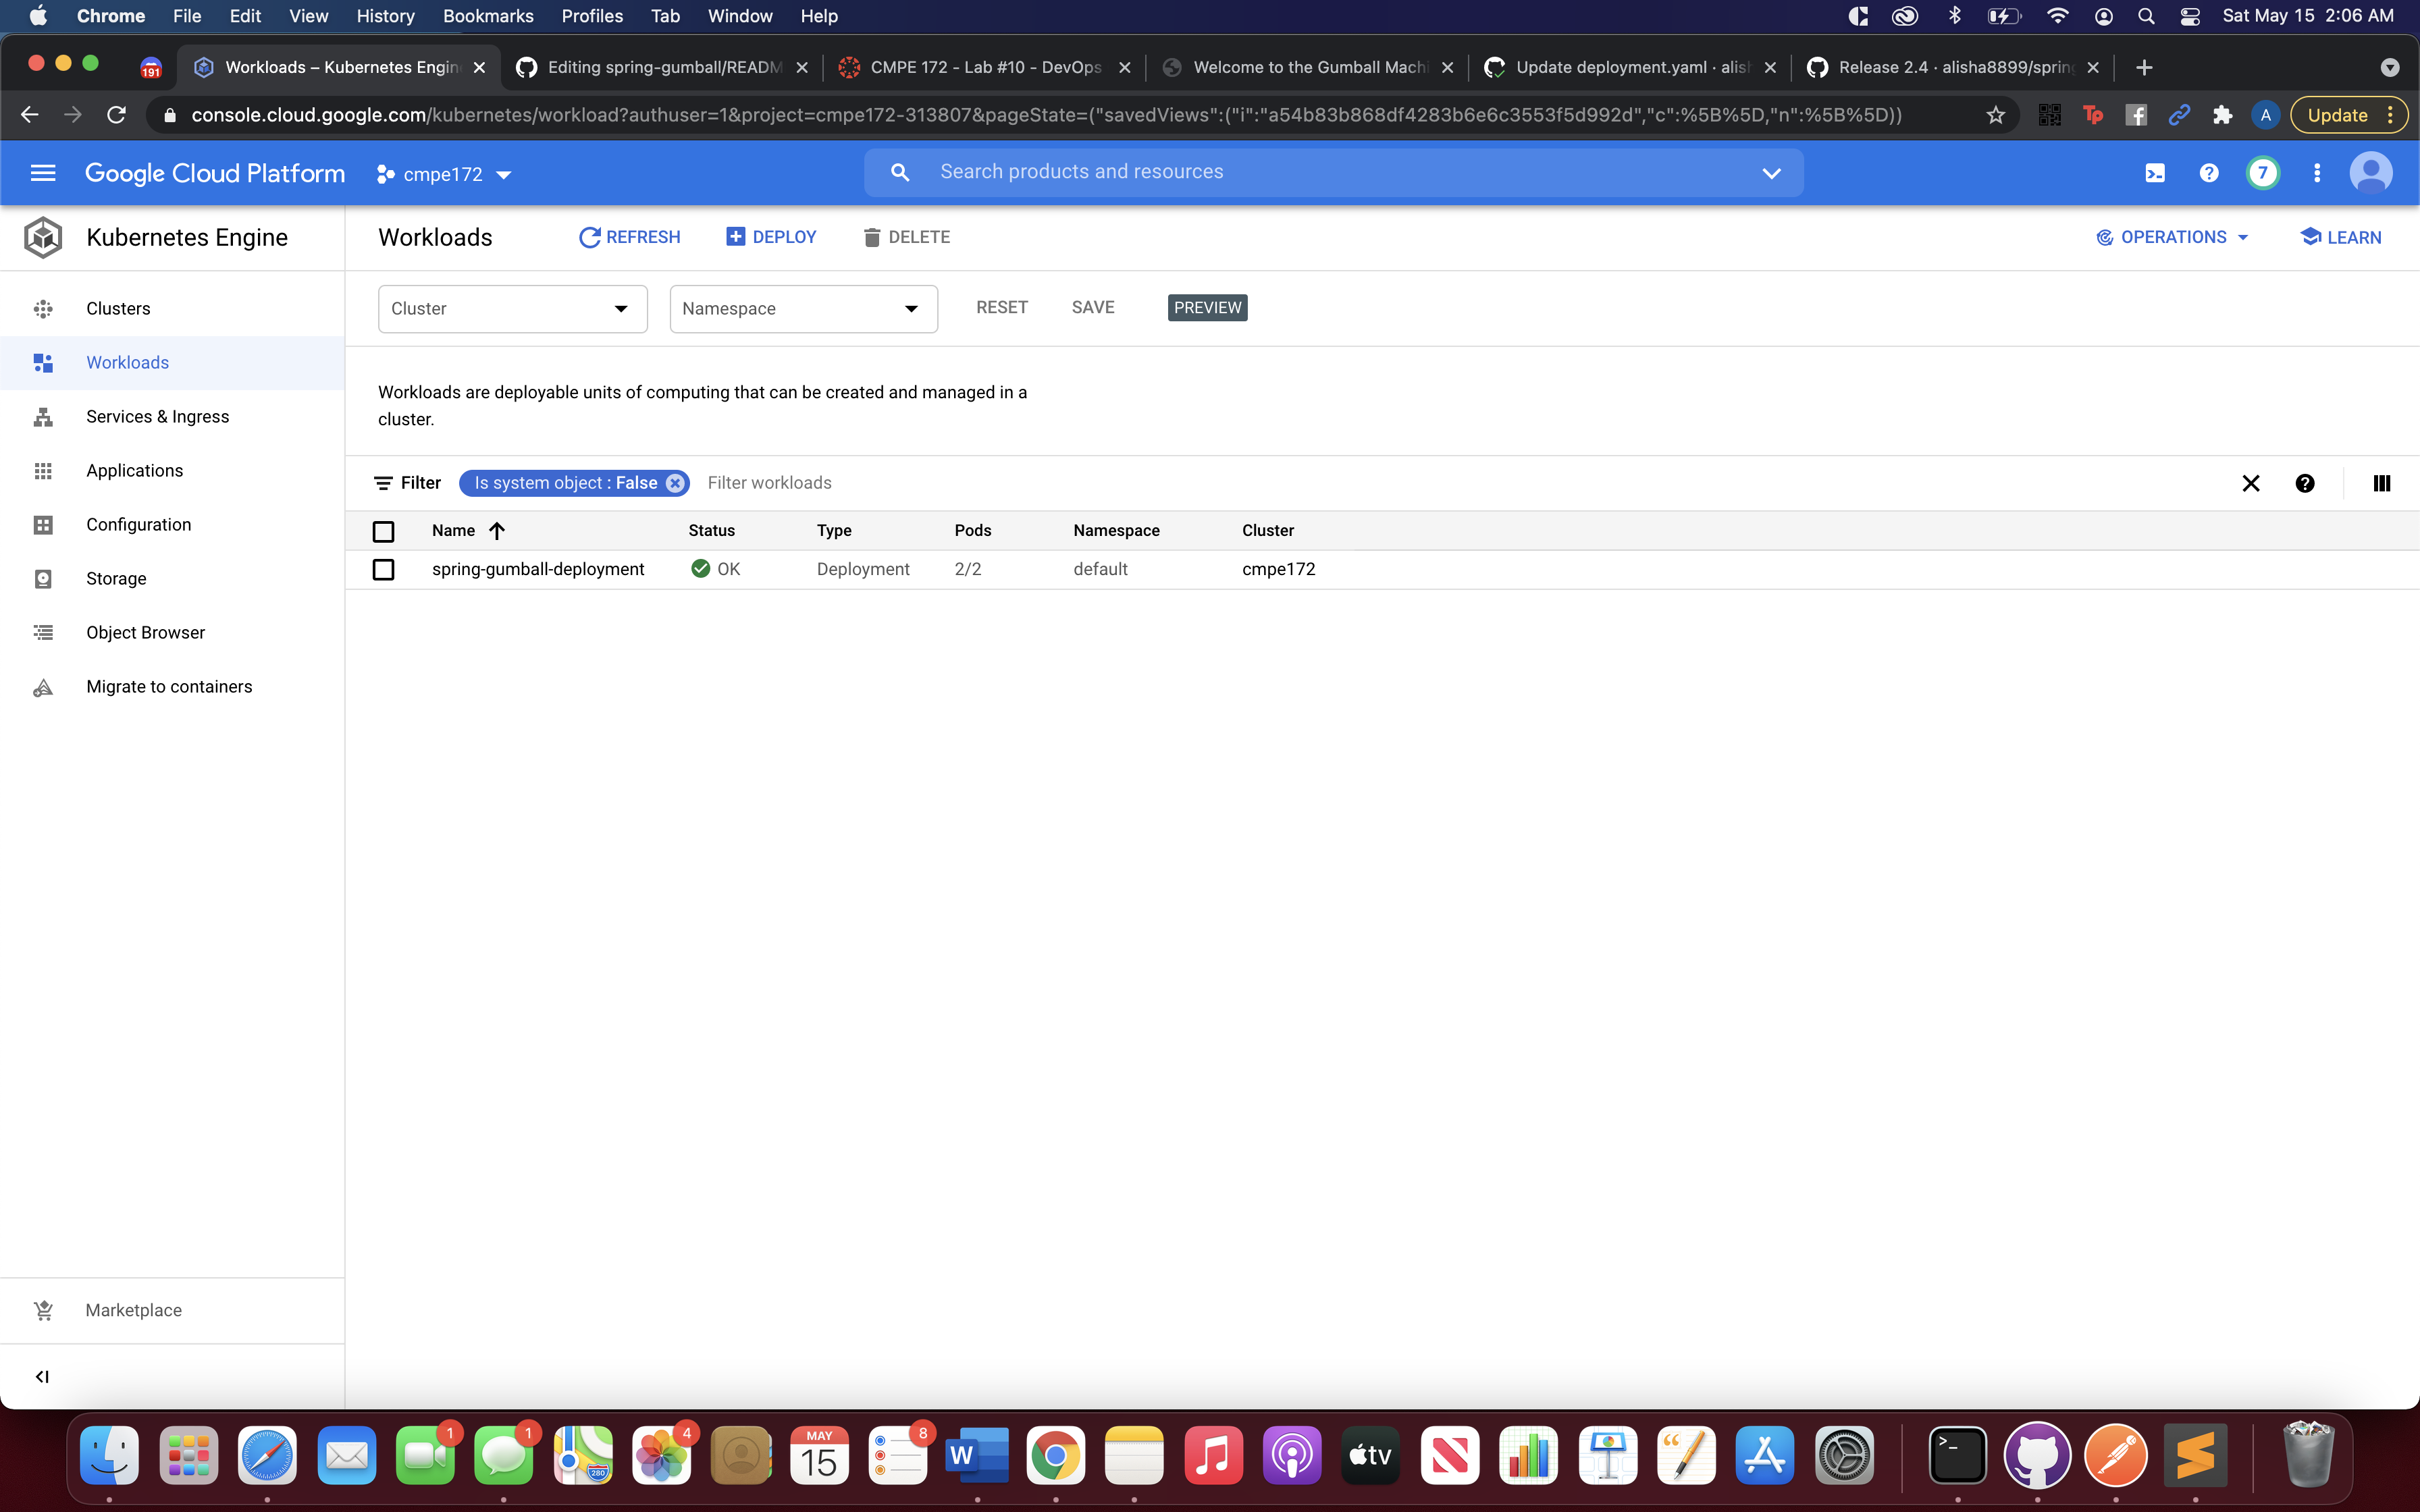 Chrome File Edit View History Bookmarks Profiles Tab Window Help Sat May 15 2:06 AM
191 Workloads – Kubernetes Engin Editing spring-gumball/READM CMPE 172 - Lab #10 - DevOps Welcome to the Gumball Machi Update deployment.yaml · alish Release 2.4 · alisha8899/spring
console.cloud.google.com/kubernetes/workload?authuser=1&project=cmpe172-313807&pageState=("savedViews":("i":"a54b83b868df4283b6e6c3553f5d992d","c":%5B%5D,"n":%5B%5D)) Tp A Update
Google Cloud Platform cmpe172 Search products and resources 7
Kubernetes Engine Workloads REFRESH DEPLOY DELETE OPERATIONS LEARN
Clusters
Workloads
Services & Ingress
Applications
Configuration
Storage
Object Browser
Migrate to containers
Marketplace
Cluster Namespace RESET SAVE PREVIEW
Workloads are deployable units of computing that can be created and managed in a
cluster.
Filter Is system object : False Filter workloads
Name Status Type Pods Namespace Cluster
spring-gumball-deployment OK Deployment 2/2 default cmpe172
1 1 280 4 MAY 15 8 W tv >_